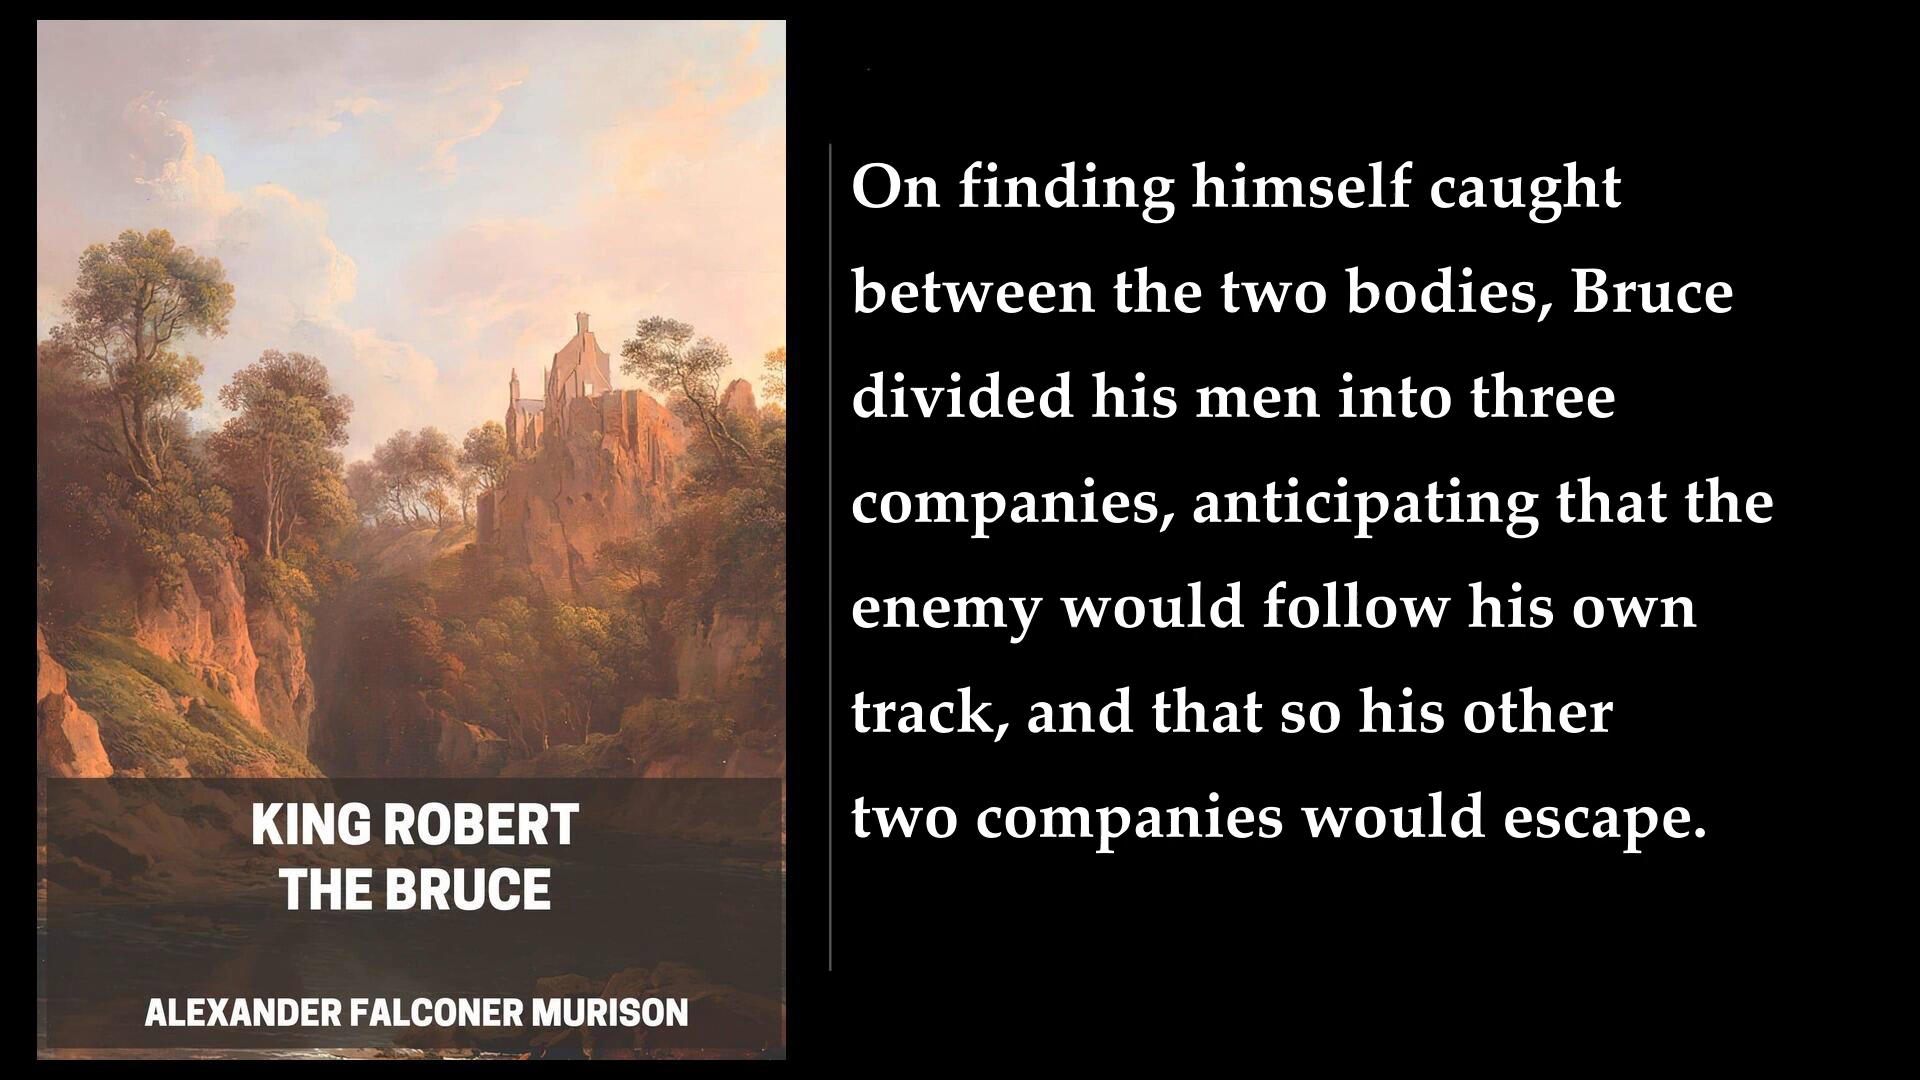 KING ROBERT
THE BRUCE
ALEXANDER FALCONER MURISON
On finding himself caught
between the two bodies, Bruce
divided his men into three
companies, anticipating that the
enemy would follow his own
track, and that so his other
two companies would escape.